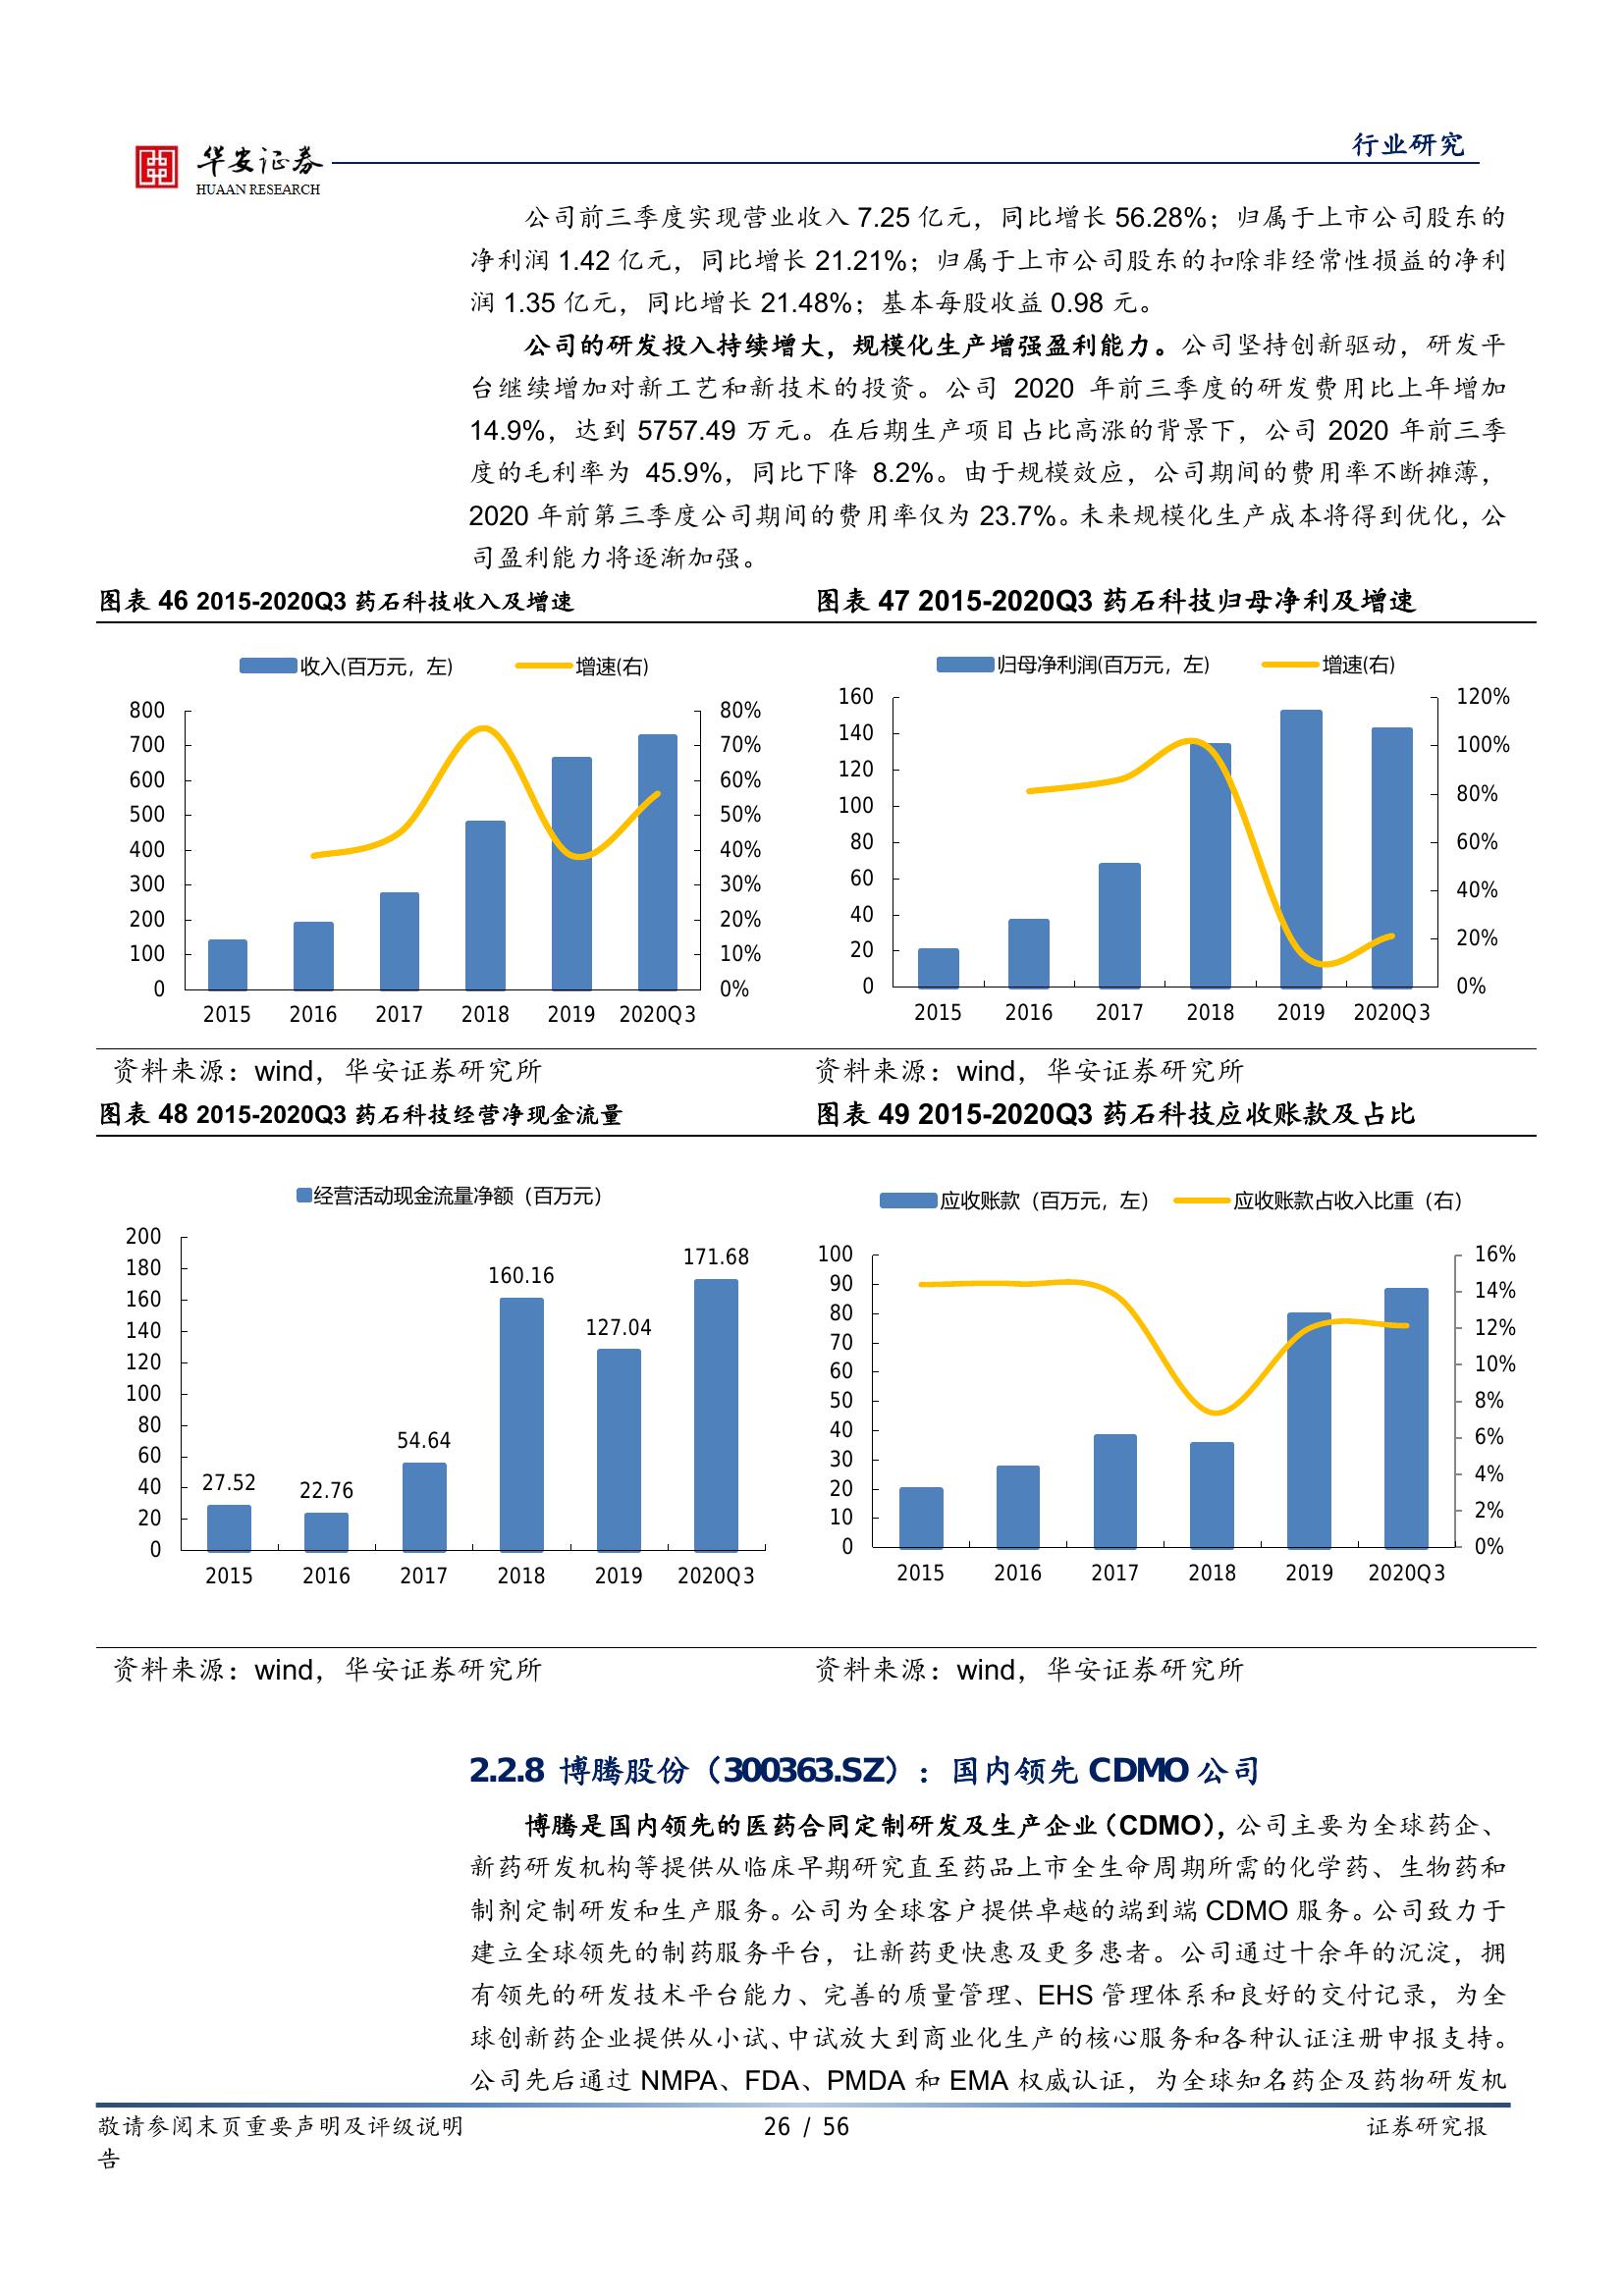 华安证券
HUAAN RESEARCH
行业研究
公司前三季度实现营业收入 7.25 亿元，同比增长 56.28%；归属于上市公司股东的
净利润 1.42 亿元，同比增长 21.21%；归属于上市公司股东的扣除非经常性损益的净利
润 1.35 亿元，同比增长 21.48%；基本每股收益 0.98 元。
公司的研发投入持续增大，规模化生产增强盈利能力。公司坚持创新驱动，研发平
台继续增加对新工艺和新技术的投资。公司 2020 年前三季度的研发费用比上年增加
14.9%，达到 5757.49 万元。在后期生产项目占比高涨的背景下，公司 2020 年前三季
度的毛利率为 45.9%，同比下降 8.2%。由于规模效应，公司期间的费用率不断摊薄，
2020 年前第三季度公司期间的费用率仅为 23.7%。未来规模化生产成本将得到优化，公
司盈利能力将逐渐加强。
图表 46 2015-2020Q3 药石科技收入及增速
收入(百万元，左) 增速(右)
800 80%
700 70%
600 60%
500 50%
400 40%
300 30%
200 20%
100 10%
0 0%
2015 2016 2017 2018 2019 2020Q3
资料来源：wind，华安证券研究所
图表 47 2015-2020Q3 药石科技归母净利及增速
归母净利润(百万元，左) 增速(右)
160 120%
140 100%
120
100 80%
80 60%
60
40 40%
20 20%
0 0%
2015 2016 2017 2018 2019 2020Q3
资料来源：wind，华安证券研究所
图表 48 2015-2020Q3 药石科技经营净现金流量
经营活动现金流量净额（百万元）
200
180
160
140
120
100
80
60
40
20
0
27.52 22.76 54.64 160.16 127.04 171.68
2015 2016 2017 2018 2019 2020Q3
资料来源：wind，华安证券研究所
图表 49 2015-2020Q3 药石科技应收账款及占比
应收账款（百万元，左） 应收账款占收入比重（右）
100 16%
90 14%
80 12%
70
60 10%
50 8%
40 6%
30 4%
20 2%
10
0 0%
2015 2016 2017 2018 2019 2020Q3
资料来源：wind，华安证券研究所
2.2.8 博腾股份（300363.SZ）：国内领先 CDMO 公司
博腾是国内领先的医药合同定制研发及生产企业（CDMO），公司主要为全球药企、
新药研发机构等提供从临床早期研究直至药品上市全生命周期所需的化学药、生物药和
制剂定制研发和生产服务。公司为全球客户提供卓越的端到端 CDMO 服务。公司致力于
建立全球领先的制药服务平台，让新药更快惠及更多患者。公司通过十余年的沉淀，拥
有领先的研发技术平台能力、完善的质量管理、EHS 管理体系和良好的交付记录，为全
球创新药企业提供从小试、中试放大到商业化生产的核心服务和各种认证注册申报支持。
公司先后通过 NMPA、FDA、PMDA 和 EMA 权威认证，为全球知名药企及药物研发机
敬请参阅末页重要声明及评级说明 26 / 56 证券研究报
告